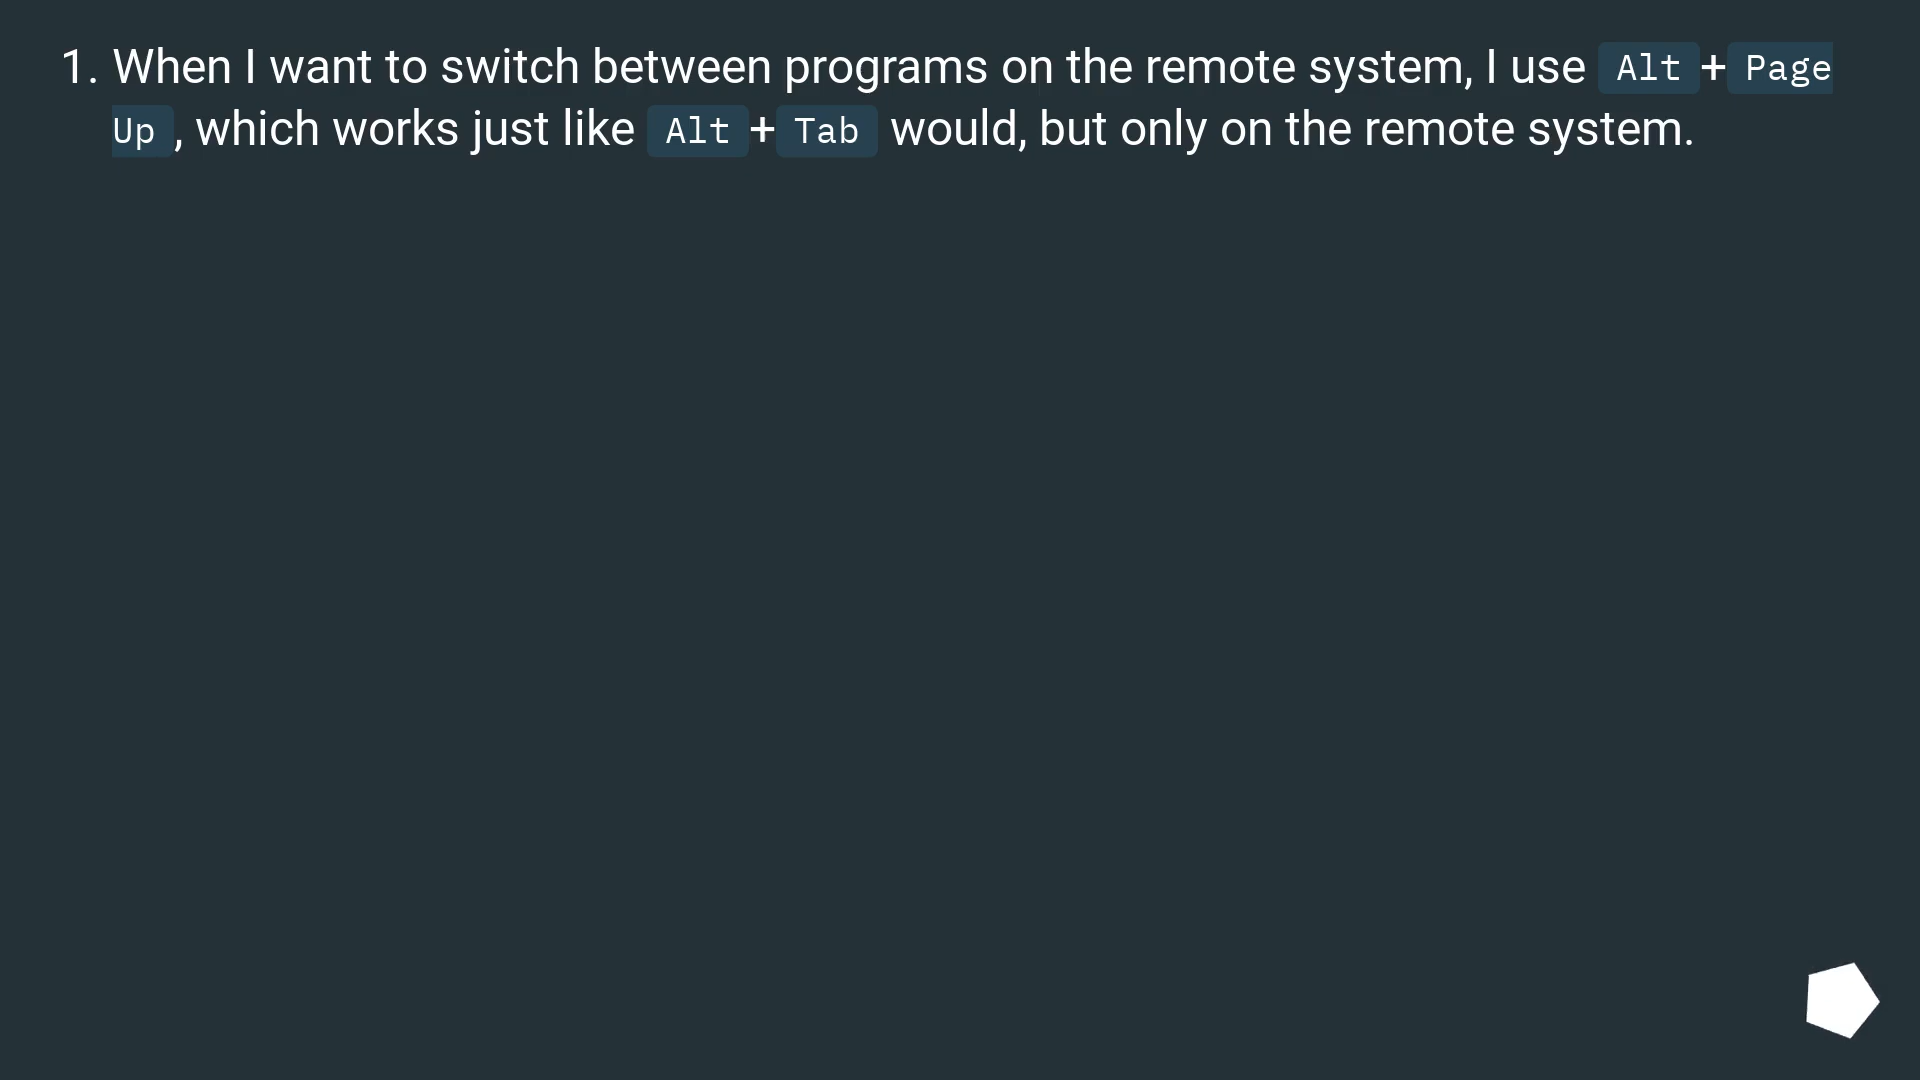 1. When I want to switch between programs on the remote system, I use Alt+Page
Up, which works just like Alt+Tab would, but only on the remote system.